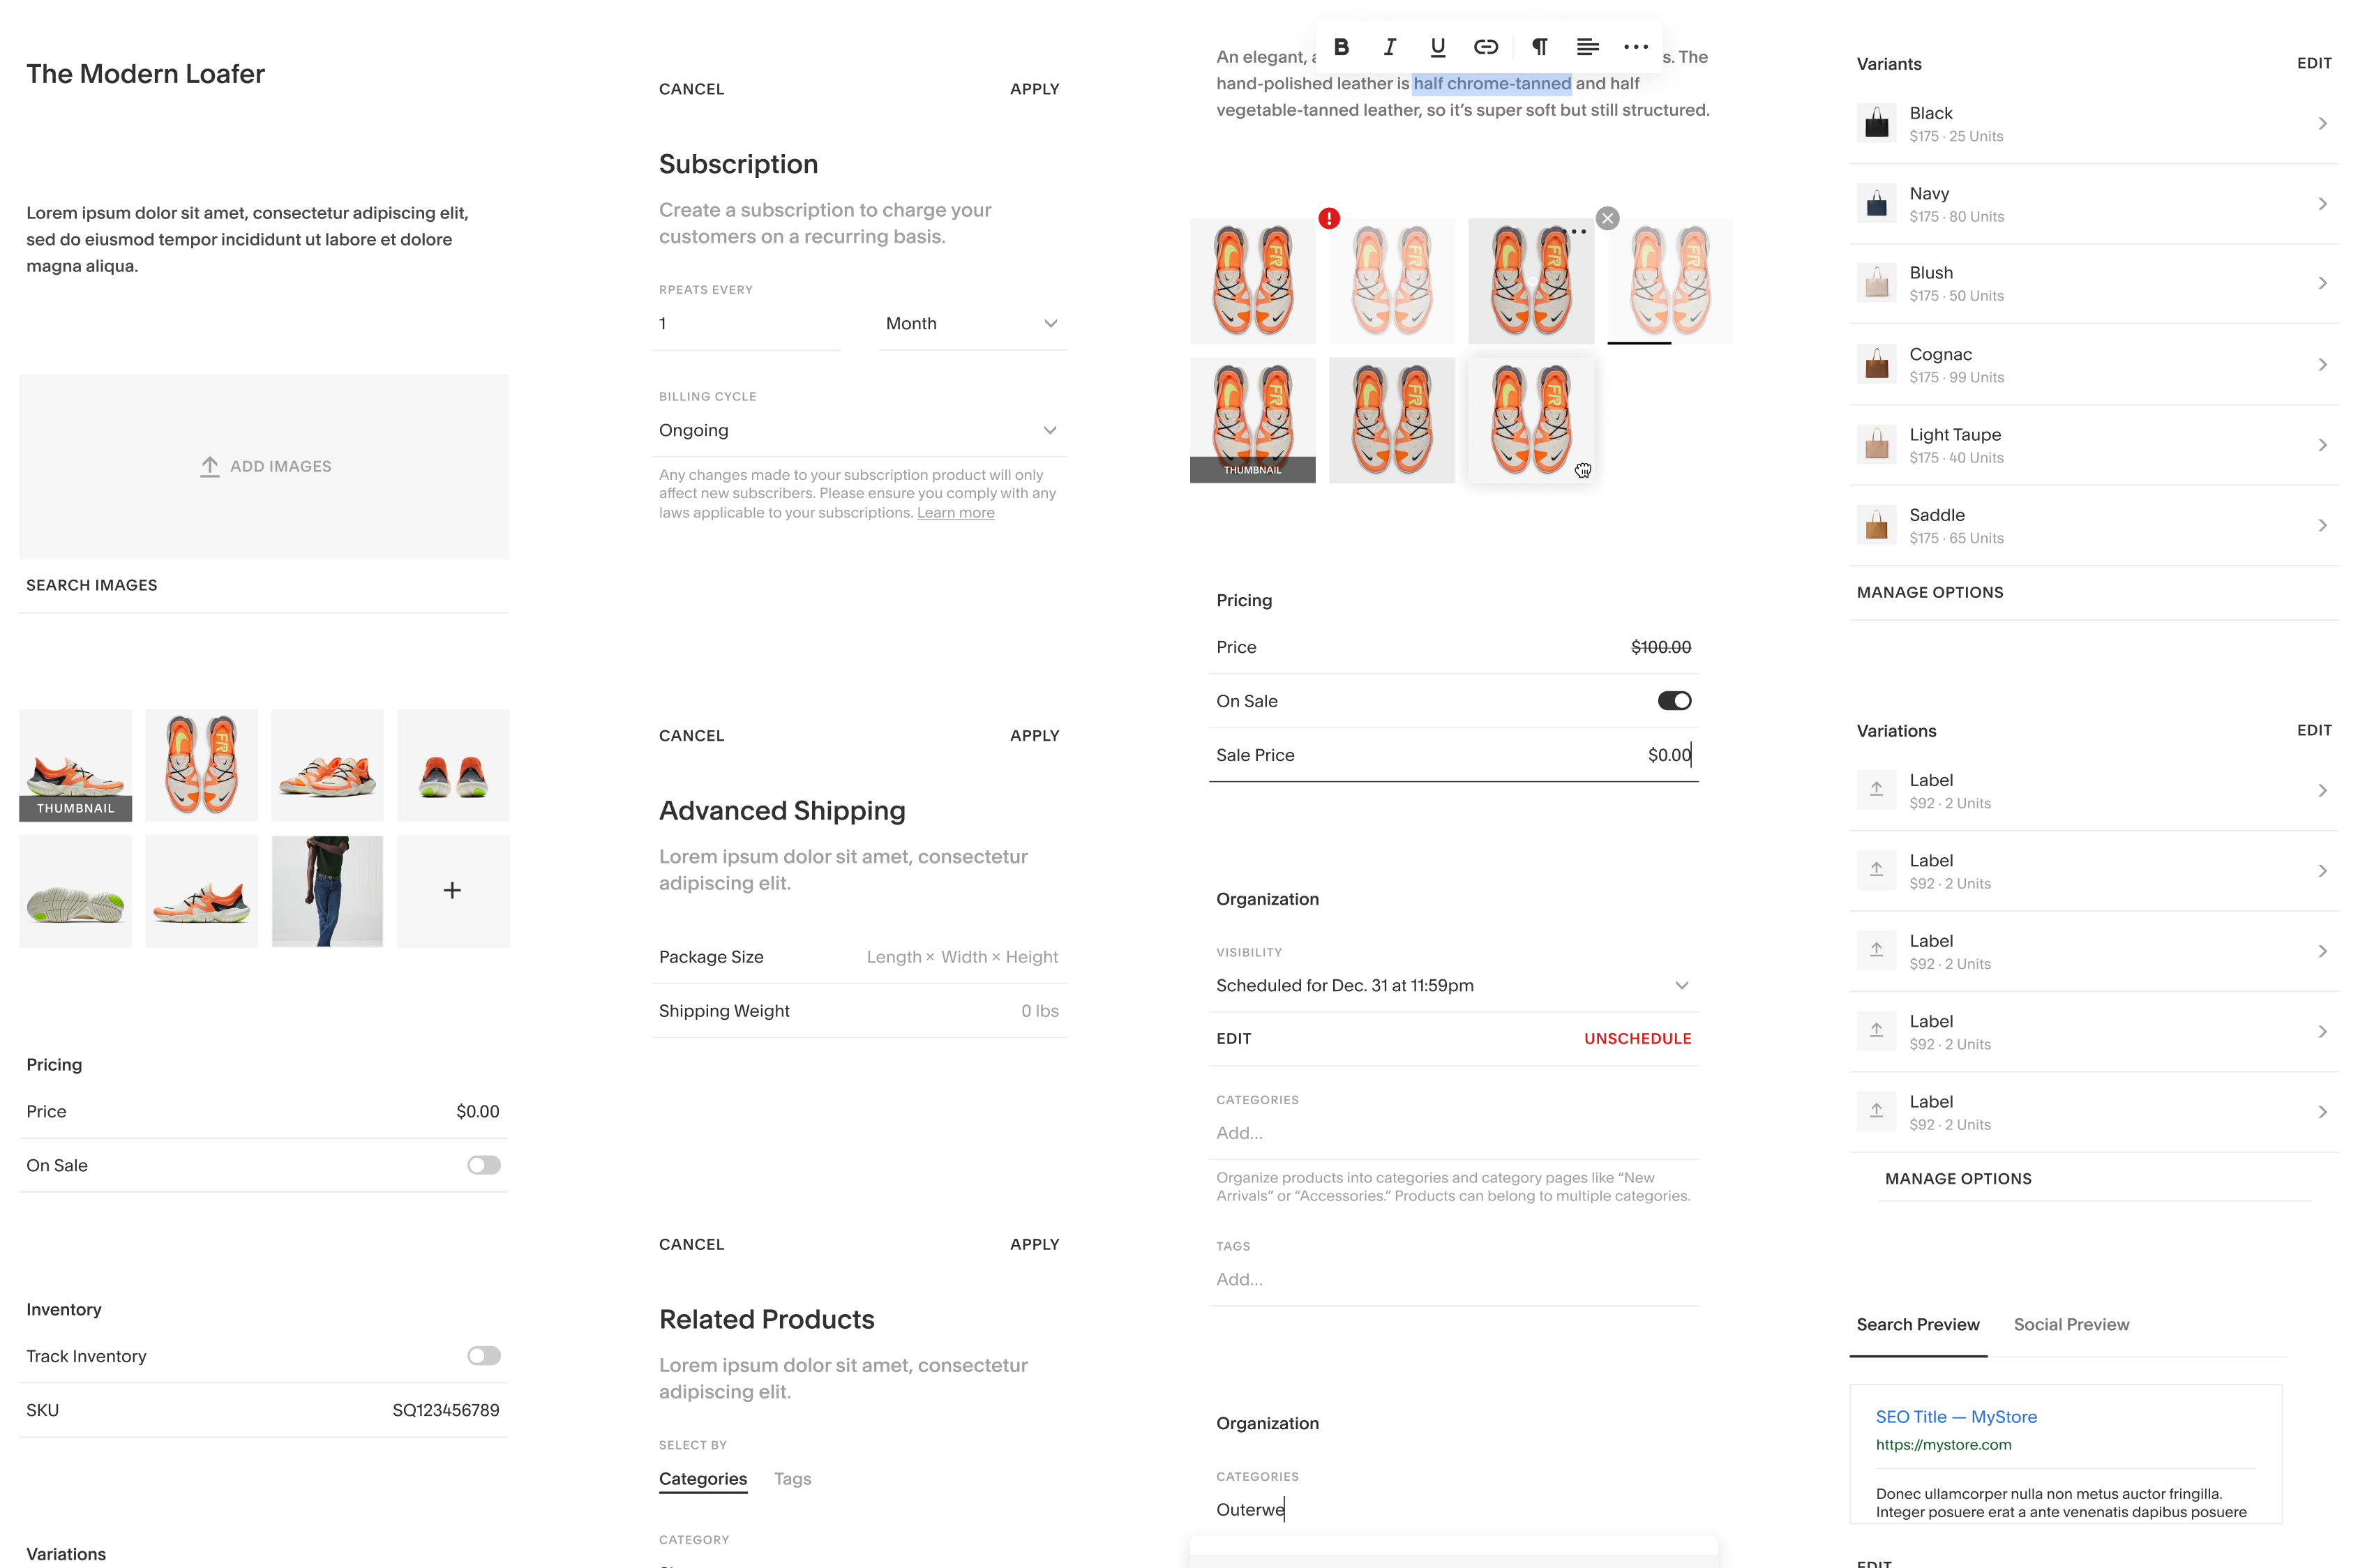 The Modern Loafer
Lorem ipsum dolor sit amet, consectetur adipiscing elit,
sed do eiusmod tempor incididunt ut labore et dolore
magna aliqua.
ADD IMAGES
SEARCH IMAGES
THUMBNAIL
Pricing
Price $0.00
On Sale
Inventory
Track Inventory
SKU SQ123456789
Variations
CANCEL APPLY
Subscription
Create a subscription to charge your
customers on a recurring basis.
RPEATS EVERY
1 Month
BILLING CYCLE
Ongoing
Any changes made to your subscription product will only
affect new subscribers. Please ensure you comply with any
laws applicable to your subscriptions. Learn more
CANCEL APPLY
Advanced Shipping
Lorem ipsum dolor sit amet, consectetur
adipiscing elit.
Package Size Length × Width × Height
Shipping Weight 0 lbs
CANCEL APPLY
Related Products
Lorem ipsum dolor sit amet, consectetur
adipiscing elit.
SELECT BY
Categories Tags
CATEGORY
B I U ¶
An elegant, s. The
hand-polished leather is half chrome-tanned and half
vegetable-tanned leather, so it’s super soft but still structured.
THUMBNAIL
Pricing
Price $100.00
On Sale
Sale Price $0.00
Organization
VISIBILITY
Scheduled for Dec. 31 at 11:59pm
EDIT UNSCHEDULE
CATEGORIES
Add...
Organize products into categories and category pages like “New
Arrivals” or “Accessories.” Products can belong to multiple categories.
TAGS
Add...
Organization
CATEGORIES
Outerwe
Variants EDIT
Black
$175 · 25 Units
Navy
$175 · 80 Units
Blush
$175 · 50 Units
Cognac
$175 · 99 Units
Light Taupe
$175 · 40 Units
Saddle
$175 · 65 Units
MANAGE OPTIONS
Variations EDIT
Label
$92 · 2 Units
Label
$92 · 2 Units
Label
$92 · 2 Units
Label
$92 · 2 Units
Label
$92 · 2 Units
MANAGE OPTIONS
Search Preview Social Preview
SEO Title — MyStore
https://mystore.com
Donec ullamcorper nulla non metus auctor fringilla.
Integer posuere erat a ante venenatis dapibus posuere
EDIT